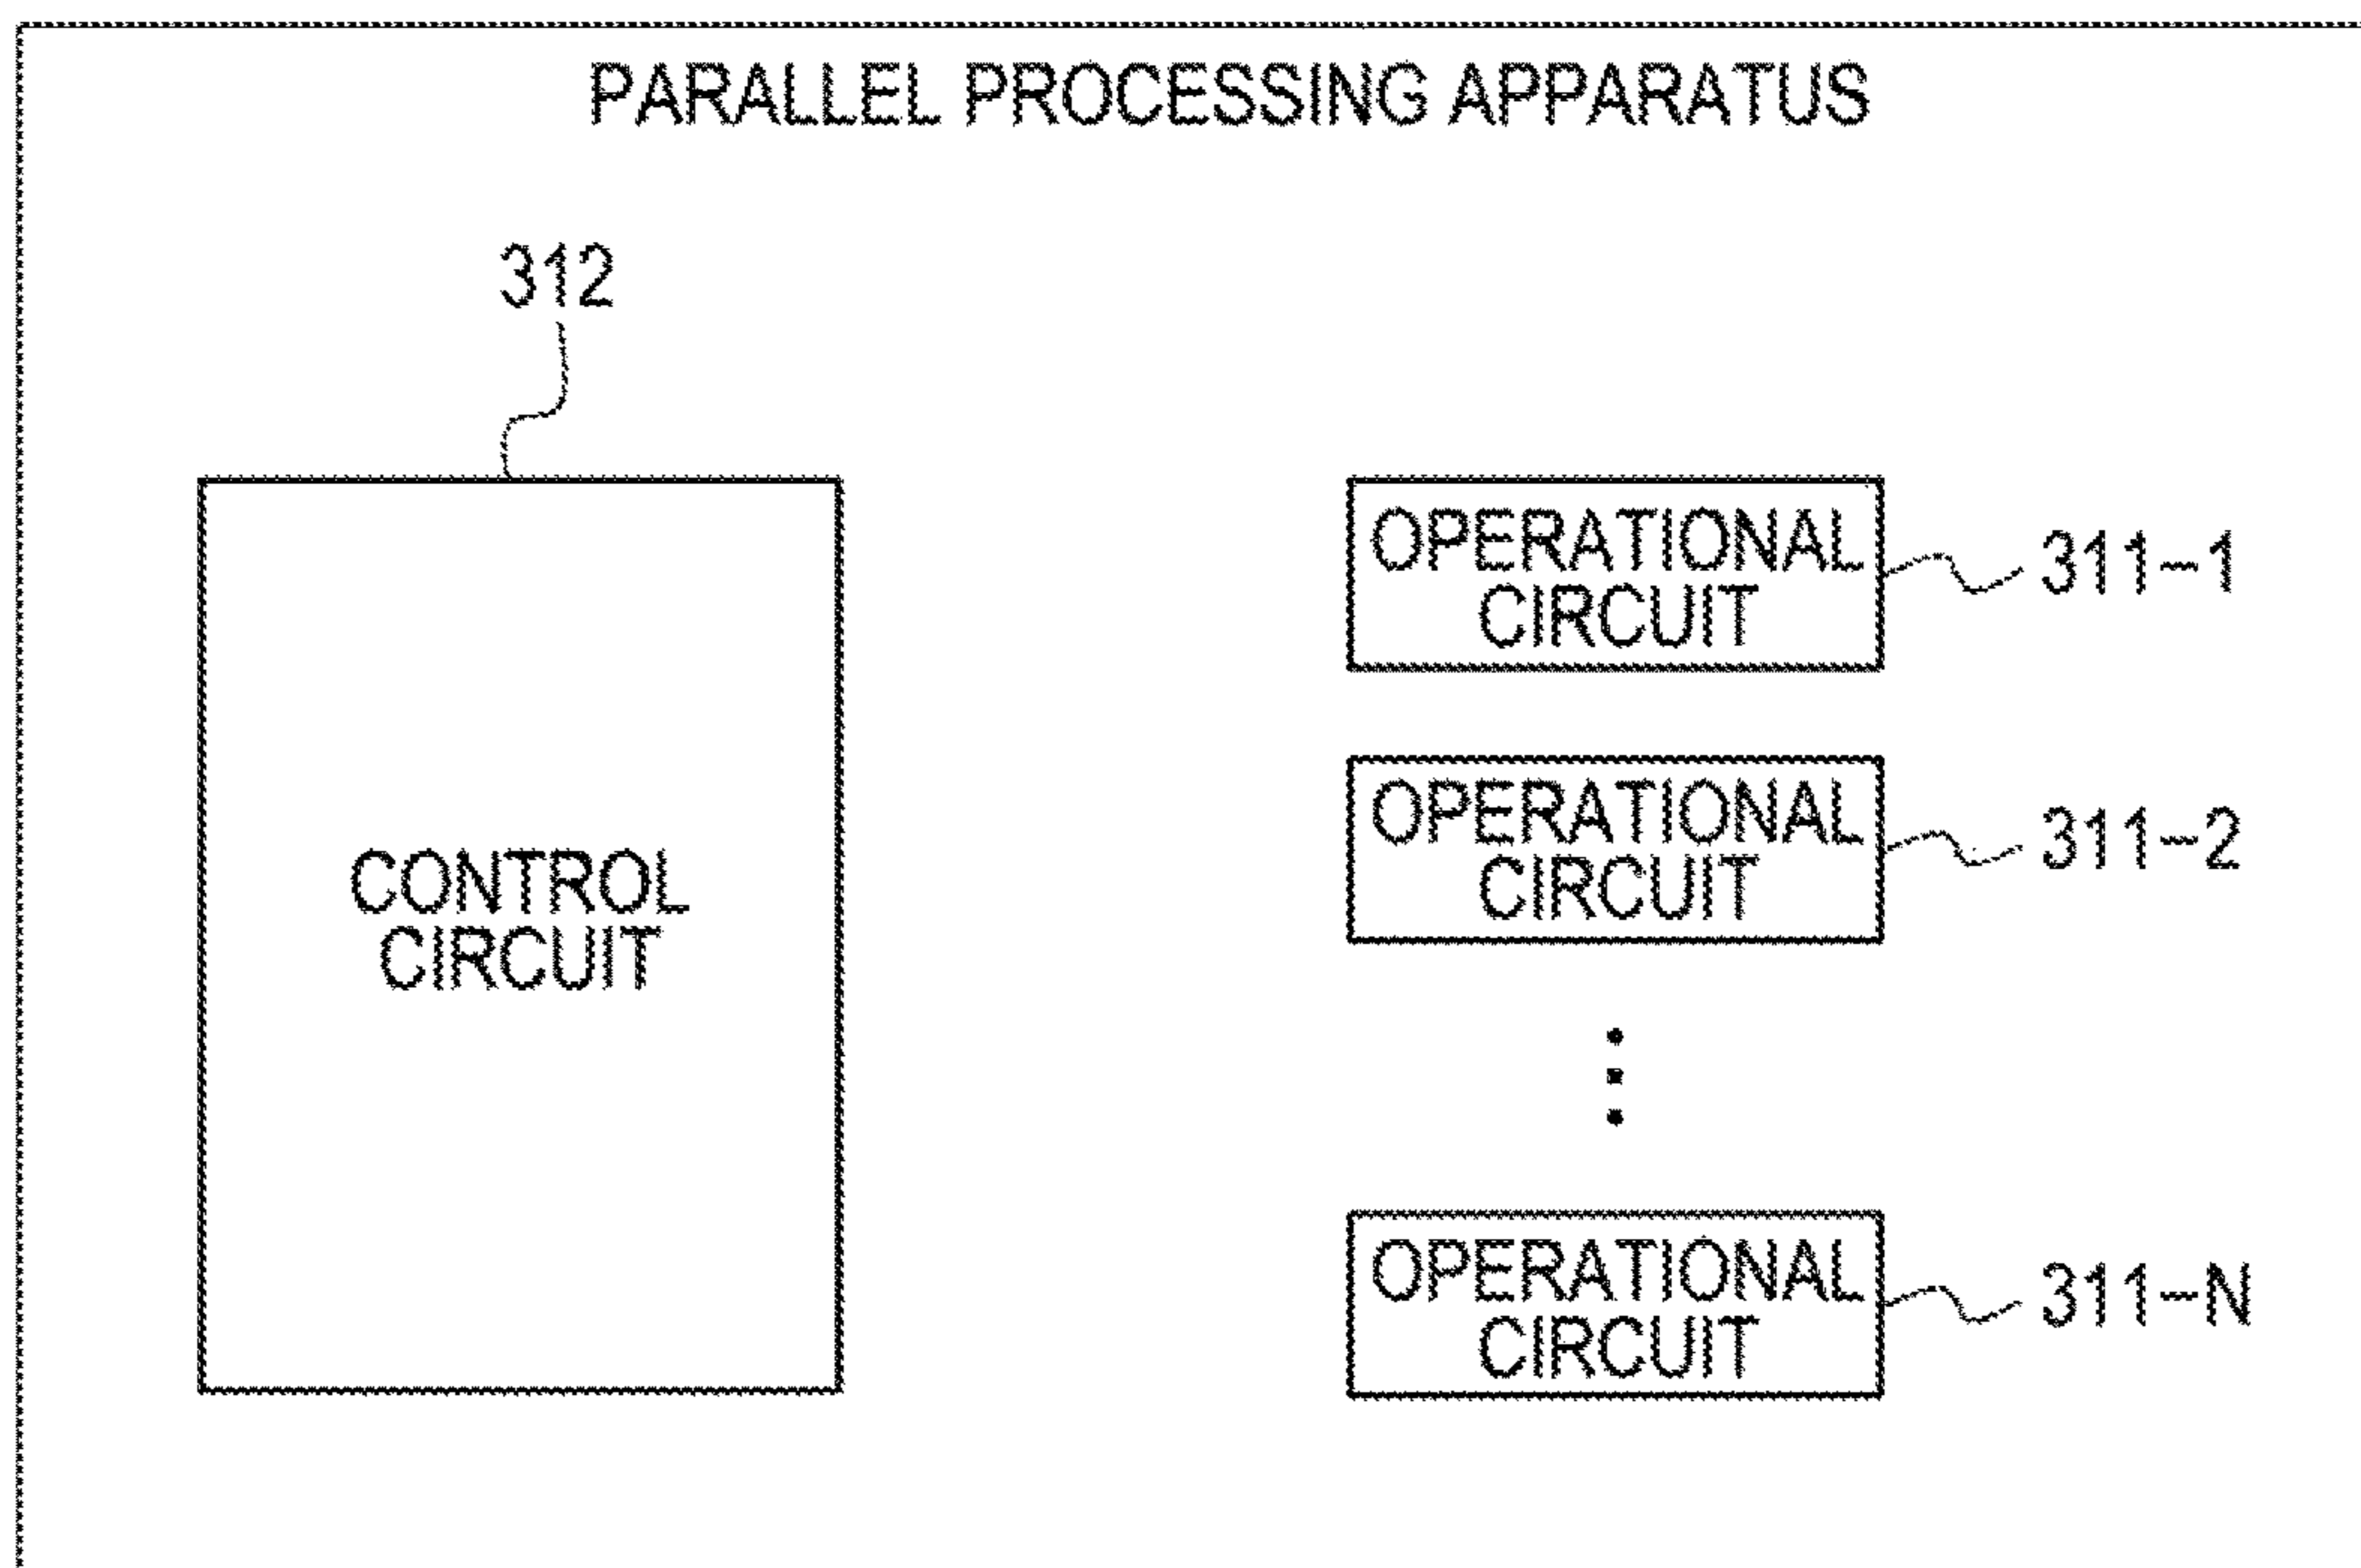 PARALLEL PROCESSING APPARATUS
312
OPERATIONAL
CIRCUIT
311-1
OPERATIONAL
CIRCUIT
311-2
CONTROL
CIRCUIT
OPERATIONAL
CIRCUIT
311-N